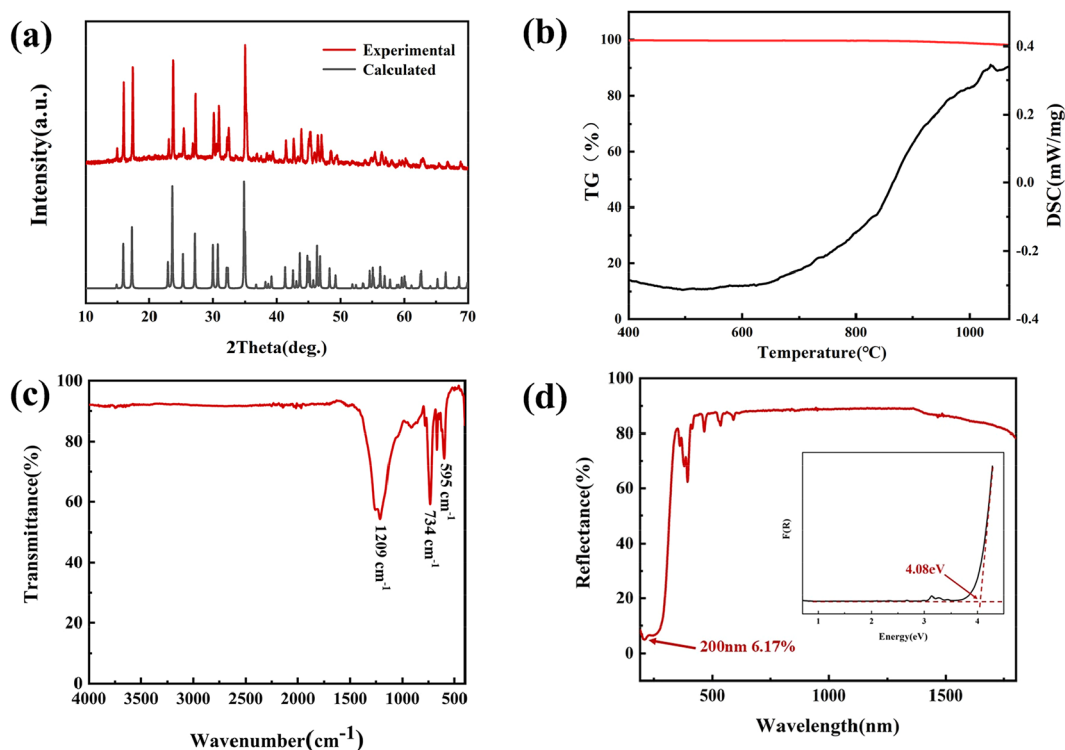 (a)
Experimental
Calculated
Intensity(a.u.)
10 20 30 40 50 60 70
2Theta(deg.)
(b)
100
80
60
40
20
0
TG（%）
0.4
0.2
0.0
-0.2
-0.4
DSC(mW/mg)
400 600 800 1000
Temperature(℃)
(c)
100
80
60
40
20
0
Transmittance(%)
1209 cm-1
734 cm-1
595 cm-1
4000 3500 3000 2500 2000 1500 1000 500
Wavenumber(cm-1)
(d)
100
80
60
40
20
0
Reflectance(%)
200nm 6.17%
F(R)
4.08eV
1 2 3 4
Energy(eV)
500 1000 1500
Wavelength(nm)